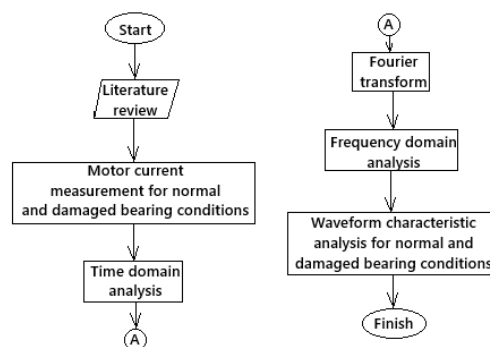 Start
Literature
review
Motor current
measurement for normal
and damaged bearing conditions
Time domain
analysis
A
A
Fourier
transform
Frequency domain
analysis
Waveform characteristic
analysis for normal and
damaged bearing conditions
Finish